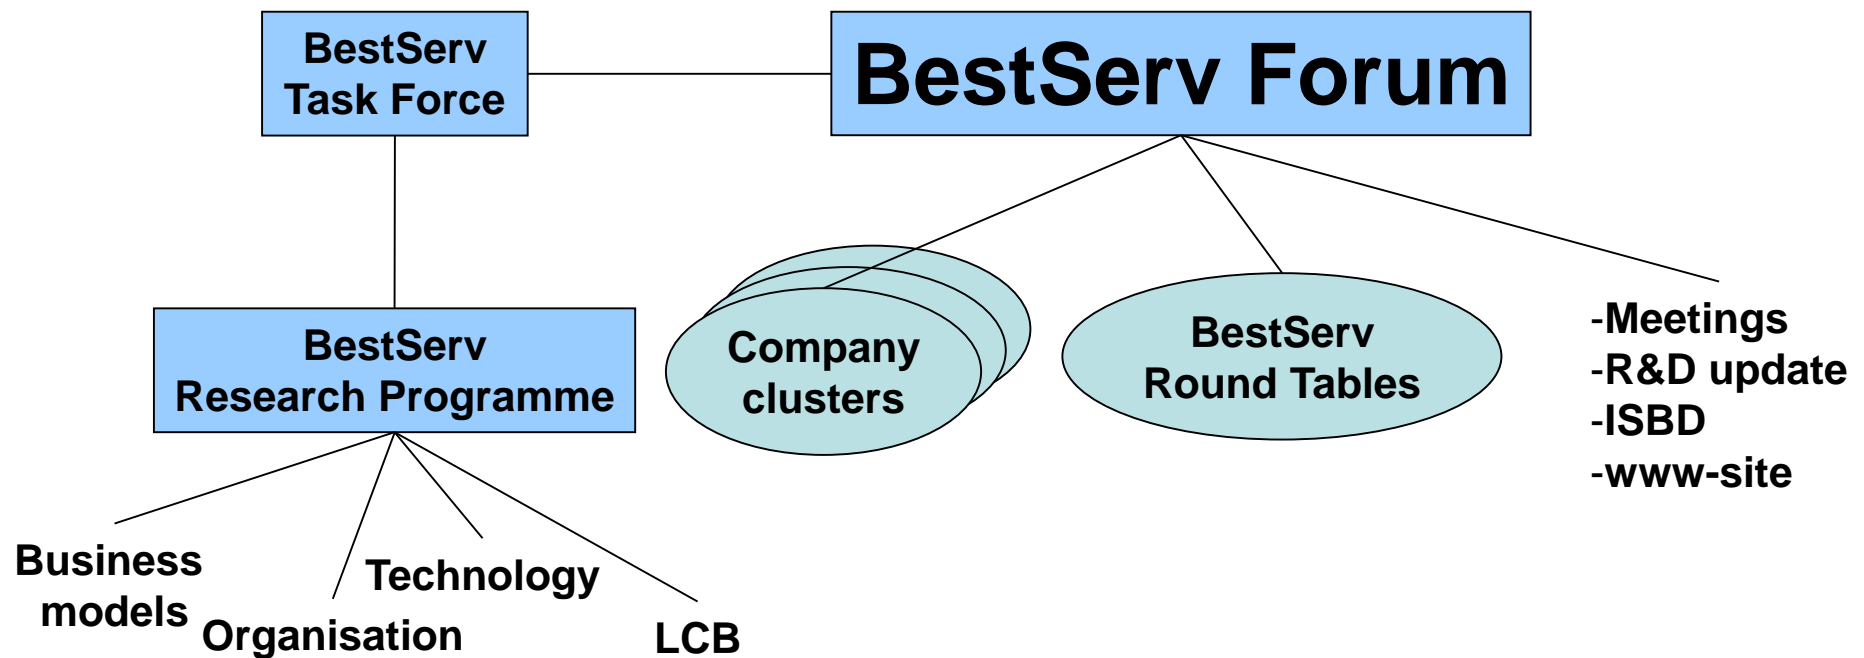 BestServ
Task Force
BestServ Forum
BestServ
Research Programme
Company
clusters
BestServ
Round Tables
-Meetings
-R&D update
-ISBD
-www-site
Business
models
Organisation
Technology
LCB